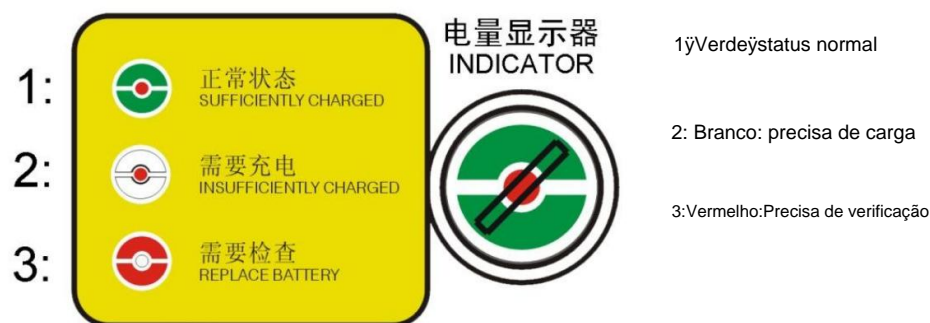 电量显示器
INDICATOR
1:
正常状态
SUFFICIENTLY CHARGED
2:
需要充电
INSUFFICIENTLY CHARGED
3:
需要检查
REPLACE BATTERY
1ÿVerdeÿstatus normal
2: Branco: precisa de carga
3:Vermelho:Precisa de verificação